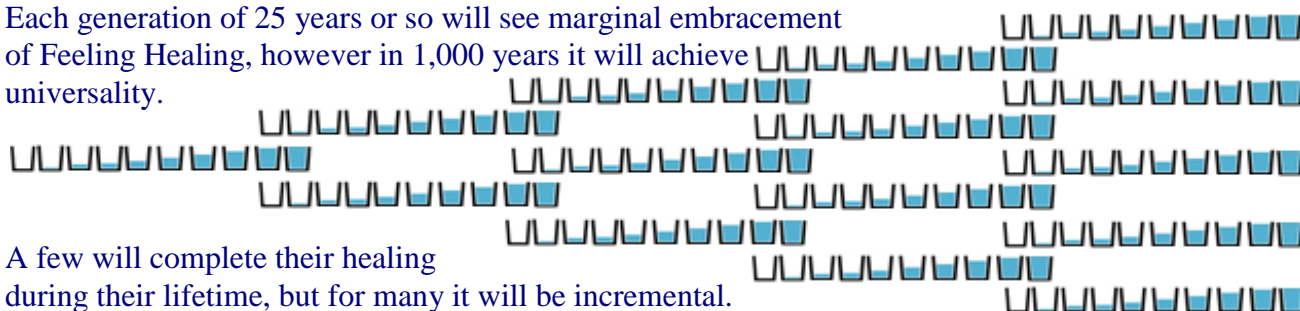 Each generation of 25 years or so will see marginal embracement
of Feeling Healing, however in 1,000 years it will achieve
universality.
A few will complete their healing
during their lifetime, but for many it will be incremental.